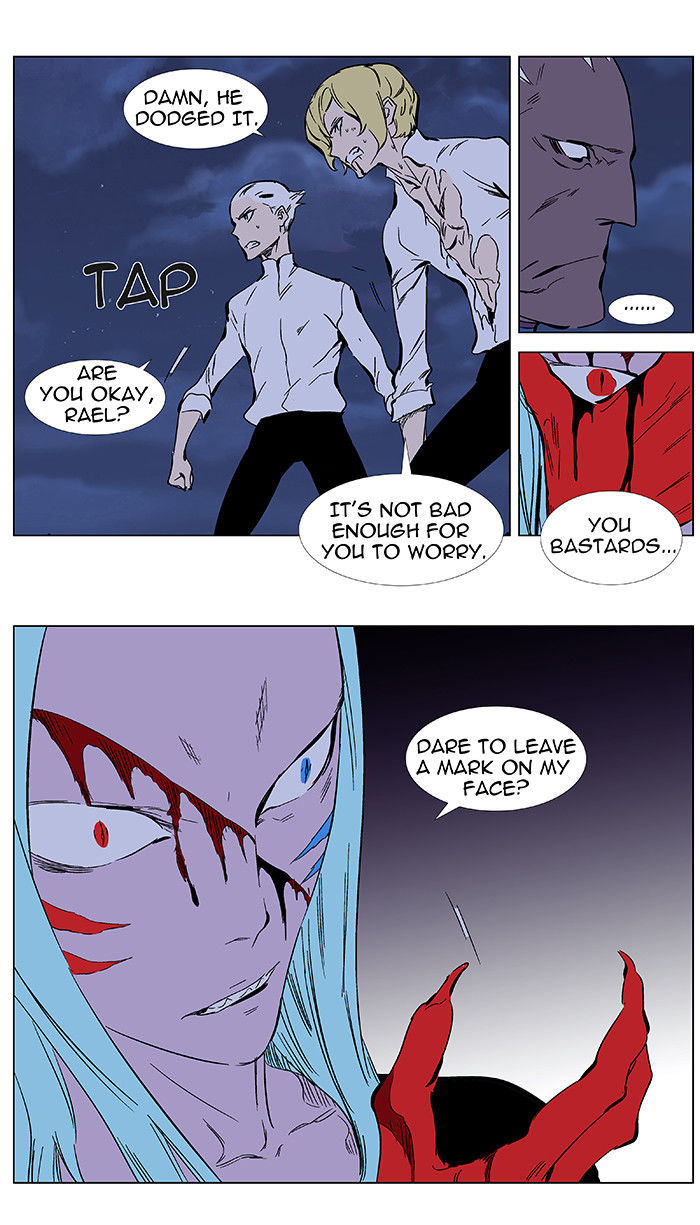 DAMN, HE
DODGED IT.
TAP
ARE
YOU OKAY,
RAEL?
IT'S NOT BAD
ENOUGH FOR
YOU TO WORRY.
......
YOU
BASTARDS...
DARE TO LEAVE
A MARK ON MY
FACE?